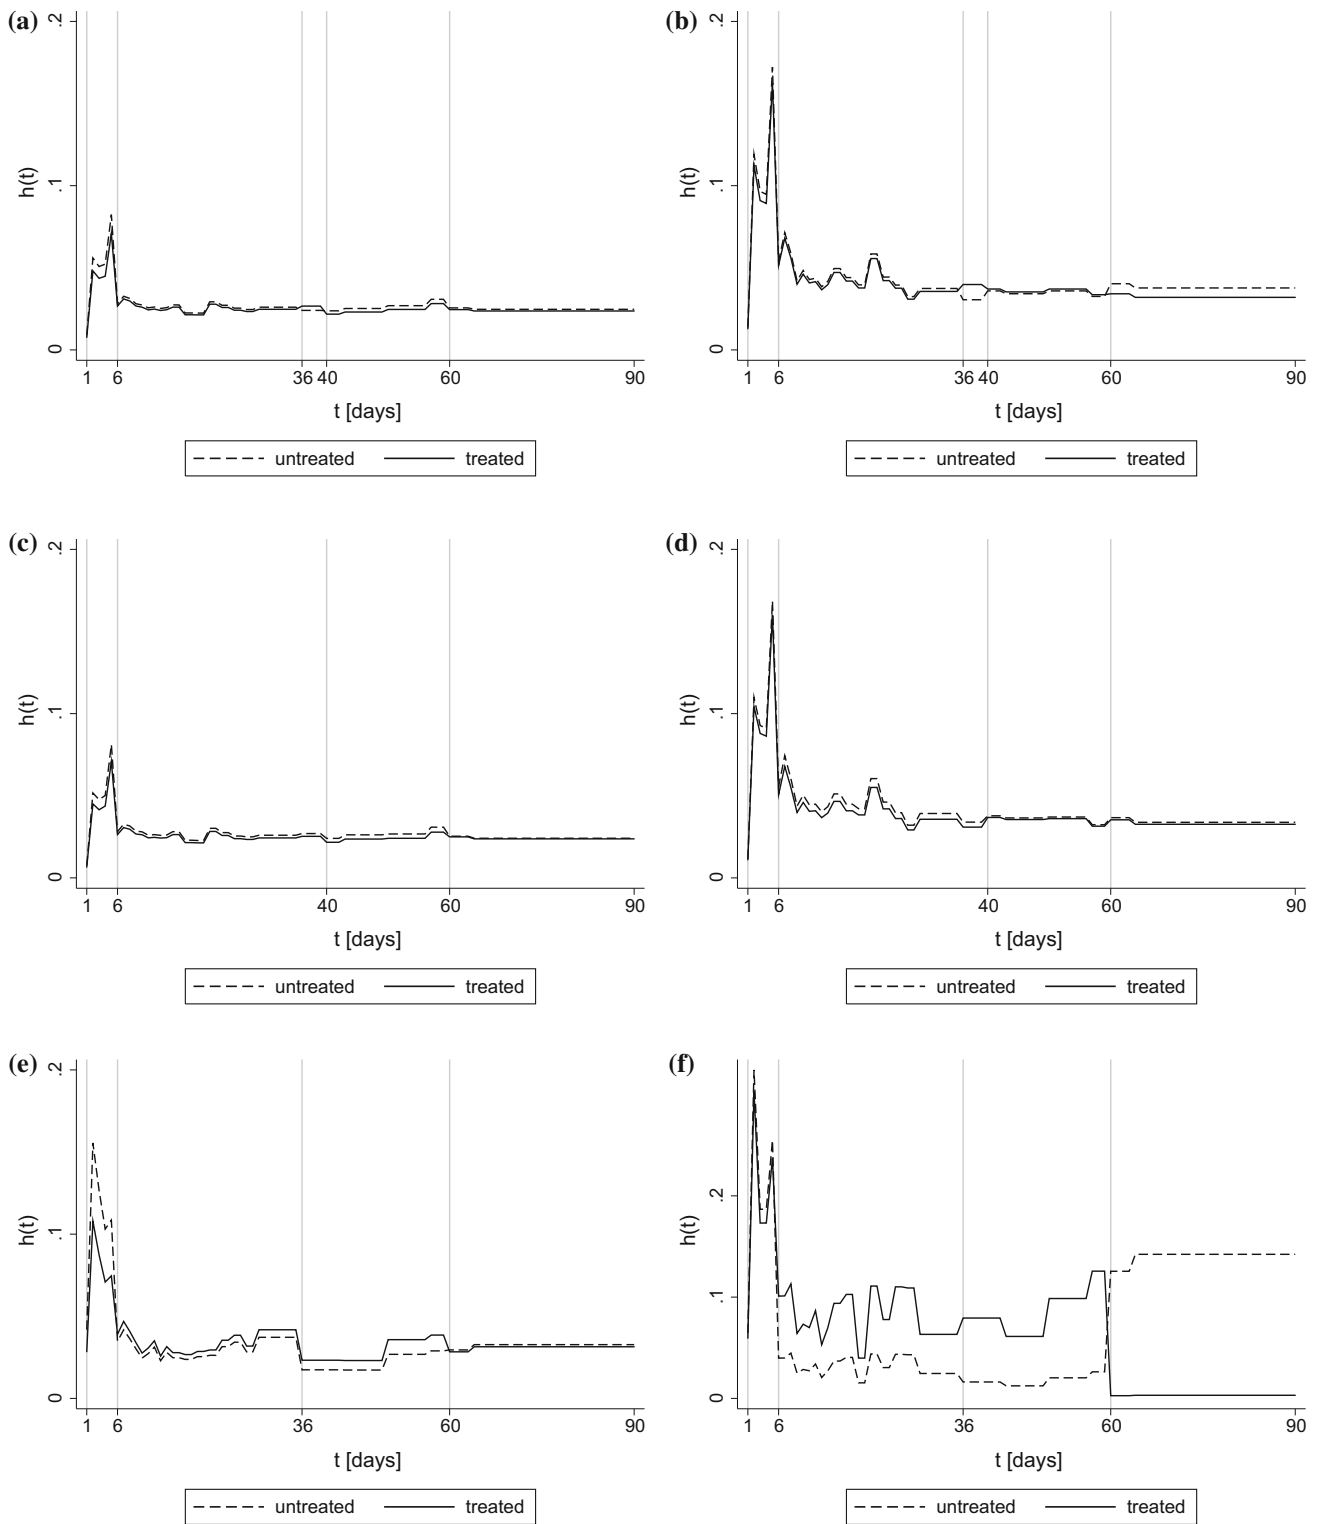 (a)
.2
.1
0
h(t)
1 6 36 40 60 90
t [days]
untreated treated
(b)
.2
.1
0
h(t)
1 6 36 40 60 90
t [days]
untreated treated
(c)
.2
.1
0
h(t)
1 6 40 60 90
t [days]
untreated treated
(d)
.2
.1
0
h(t)
1 6 40 60 90
t [days]
untreated treated
(e)
.2
.1
0
h(t)
1 6 36 60 90
t [days]
untreated treated
(f)
.2
.1
0
h(t)
1 6 36 60 90
t [days]
untreated treated